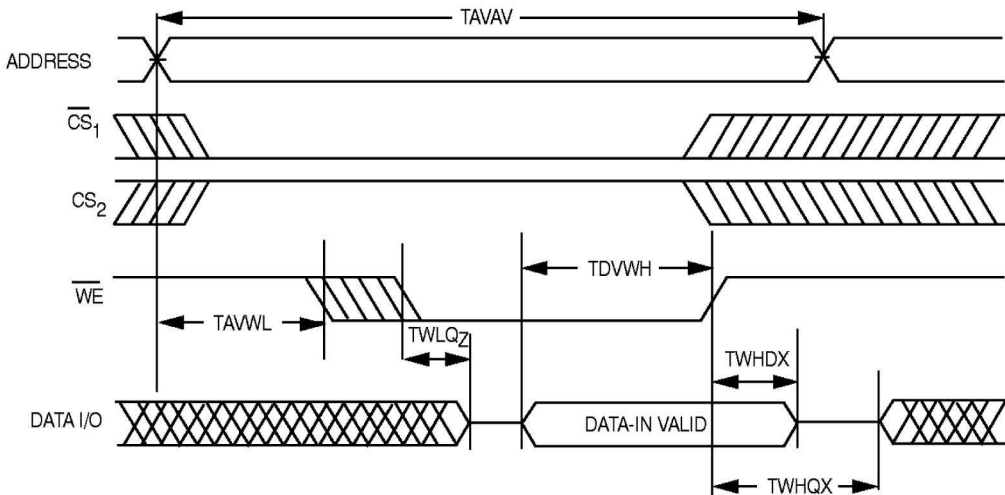 TAVAV
ADDRESS
CS1
CS2
TDVWH
WE
TAVWL
TWLQZ
TWHDX
DATA I/O
DATA-IN VALID
TWHQX